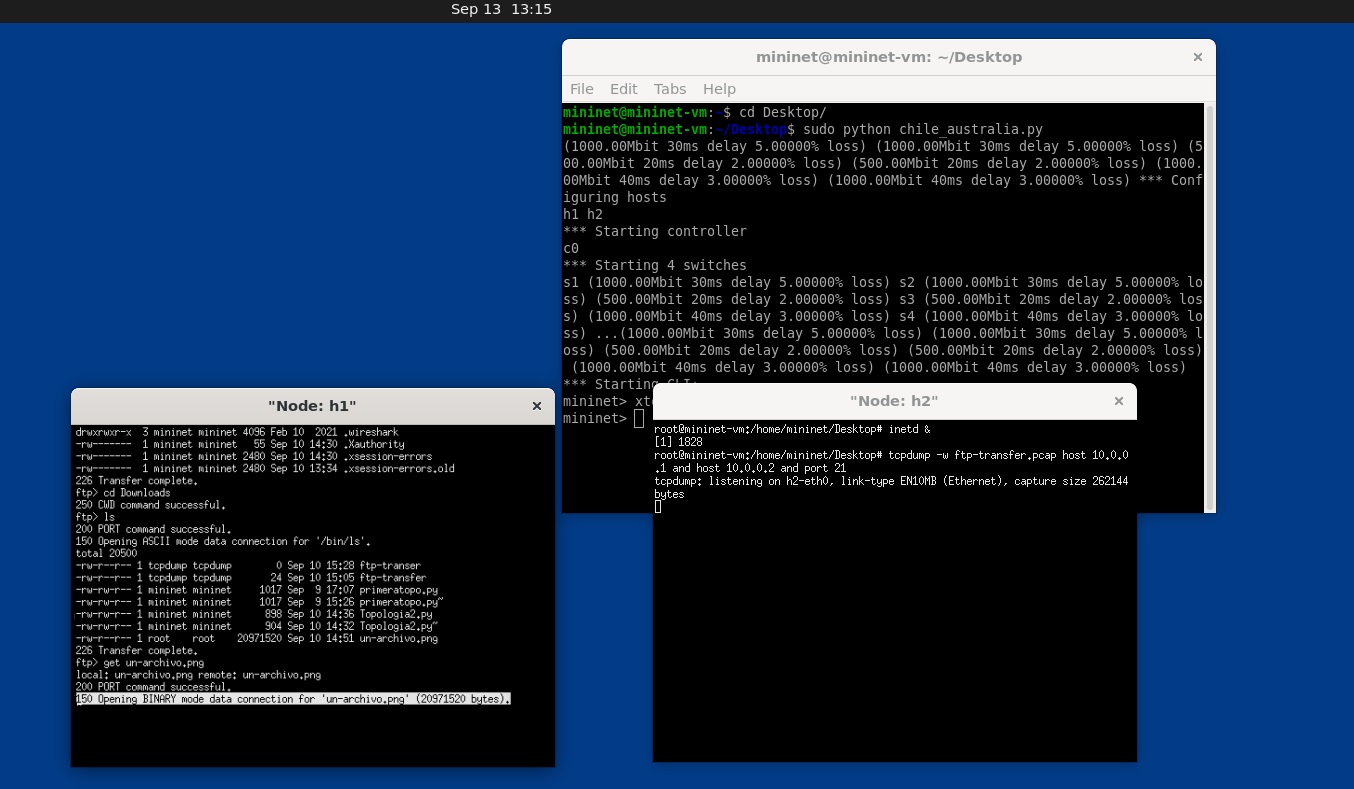 Sep 13  13:15
mininet@mininet-vm: ~/Desktop
×
File Edit Tabs Help
mininet@mininet-vm:~$ cd Desktop/
mininet@mininet-vm:~/Desktop$ sudo python chile_australia.py
(1000.00Mbit 30ms delay 5.00000% loss) (1000.00Mbit 30ms delay 5.00000% loss) (5
00.00Mbit 20ms delay 2.00000% loss) (500.00Mbit 20ms delay 2.00000% loss) (1000.
00Mbit 40ms delay 3.00000% loss) (1000.00Mbit 40ms delay 3.00000% loss) *** Conf
iguring hosts
h1 h2
*** Starting controller
c0
*** Starting 4 switches
s1 (1000.00Mbit 30ms delay 5.00000% loss) s2 (1000.00Mbit 30ms delay 5.00000% lo
ss) (500.00Mbit 20ms delay 2.00000% loss) s3 (500.00Mbit 20ms delay 2.00000% los
s) (1000.00Mbit 40ms delay 3.00000% loss) s4 (1000.00Mbit 40ms delay 3.00000% lo
ss) ...(1000.00Mbit 30ms delay 5.00000% loss) (1000.00Mbit 30ms delay 5.00000% l
oss) (500.00Mbit 20ms delay 2.00000% loss) (500.00Mbit 20ms delay 2.00000% loss)
 (1000.00Mbit 40ms delay 3.00000% loss) (1000.00Mbit 40ms delay 3.00000% loss)
*** Starting CLI:
mininet>
mininet>
"Node: h1"
×
drwxrwxr-x  3 mininet mininet 4096 Feb 10  2021 .wireshark
-rw-------  1 mininet mininet   55 Sep 10 14:30 .Xauthority
-rw-------  1 mininet mininet 2480 Sep 10 14:30 .xsession-errors
-rw-------  1 mininet mininet 2480 Sep 10 13:34 .xsession-errors.old
226 Transfer complete.
ftp> cd Downloads
250 CWD command successful.
ftp> ls
200 PORT command successful.
150 Opening ASCII mode data connection for '/bin/ls'.
total 20500
-rw-r--r-- 1 tcpdump tcpdump        0 Sep 10 15:28 ftp-transer
-rw-r--r-- 1 tcpdump tcpdump       24 Sep 10 15:05 ftp-transfer
-rw-rw-r-- 1 mininet mininet     1017 Sep  9 17:07 primeratopo.py
-rw-rw-r-- 1 mininet mininet     1017 Sep  9 15:26 primeratopo.py~
-rw-rw-r-- 1 mininet mininet      898 Sep 10 14:36 Topologia2.py
-rw-rw-r-- 1 mininet mininet      904 Sep 10 14:32 Topologia2.py~
-rw-r--r-- 1 root    root    20971520 Sep 10 14:51 un-archivo.png
226 Transfer complete.
ftp> get un-archivo.png
local: un-archivo.png remote: un-archivo.png
200 PORT command successful.
150 Opening BINARY mode data connection for 'un-archivo.png' (20971520 bytes).
"Node: h2"
×
root@mininet-vm:/home/mininet/Desktop# inetd &
[1] 1828
root@mininet-vm:/home/mininet/Desktop# tcpdump -w ftp-transfer.pcap host 10.0.0
.1 and host 10.0.0.2 and port 21
tcpdump: listening on h2-eth0, link-type EN10MB (Ethernet), capture size 262144
bytes